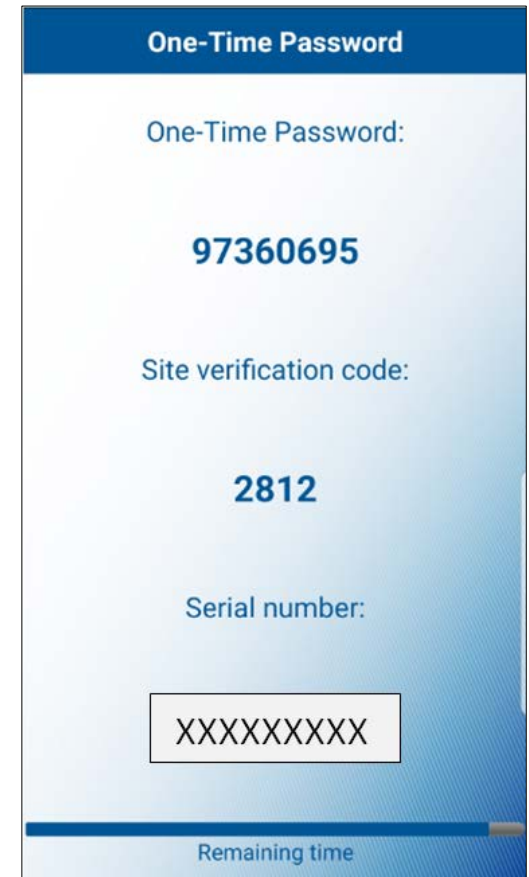 One-Time Password
One-Time Password:
97360695
Site verification code:
2812
Serial number:
XXXXXXXXX
Remaining time